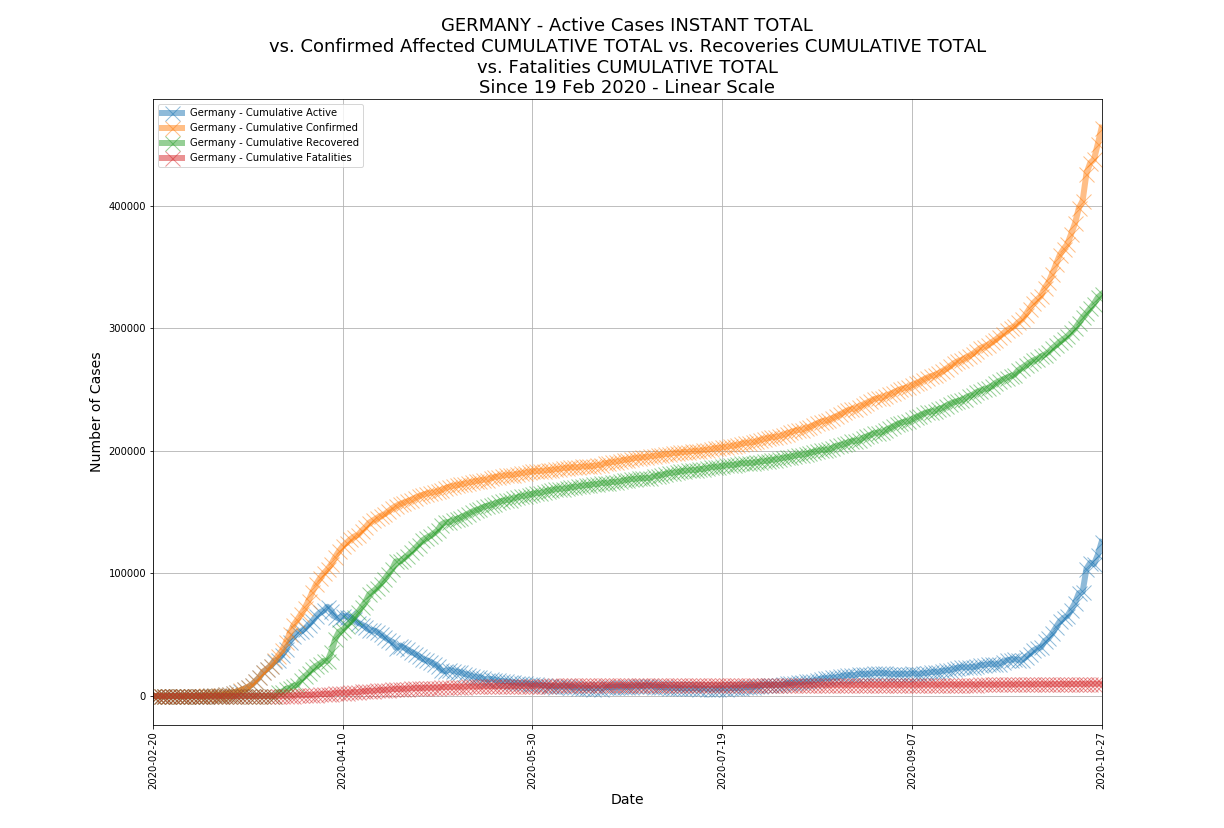 GERMANY - Active Cases INSTANT TOTAL
vs. Confirmed Affected CUMULATIVE TOTAL vs. Recoveries CUMULATIVE TOTAL
vs. Fatalities CUMULATIVE TOTAL
Since 19 Feb 2020 - Linear Scale
Germany - Cumulative Active
Germany - Cumulative Confirmed
Germany - Cumulative Recovered
Germany - Cumulative Fatalities
Number of Cases
400000
300000
200000
100000
0
2020-02-20
2020-04-10
2020-05-30
2020-07-19
2020-09-07
2020-10-27
Date